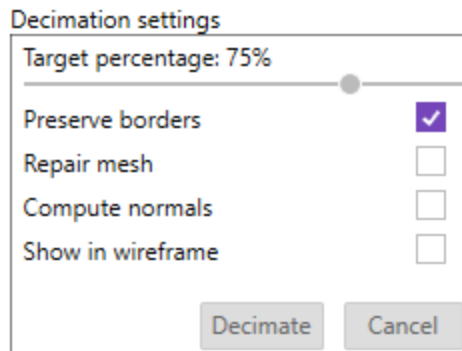 Decimation settings
Target percentage: 75%
Preserve borders
Repair mesh
Compute normals
Show in wireframe
Decimate Cancel